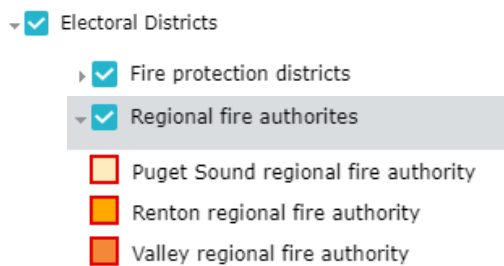 Electoral Districts
Fire protection districts
Regional fire authorites
Puget Sound regional fire authority
Renton regional fire authority
Valley regional fire authority